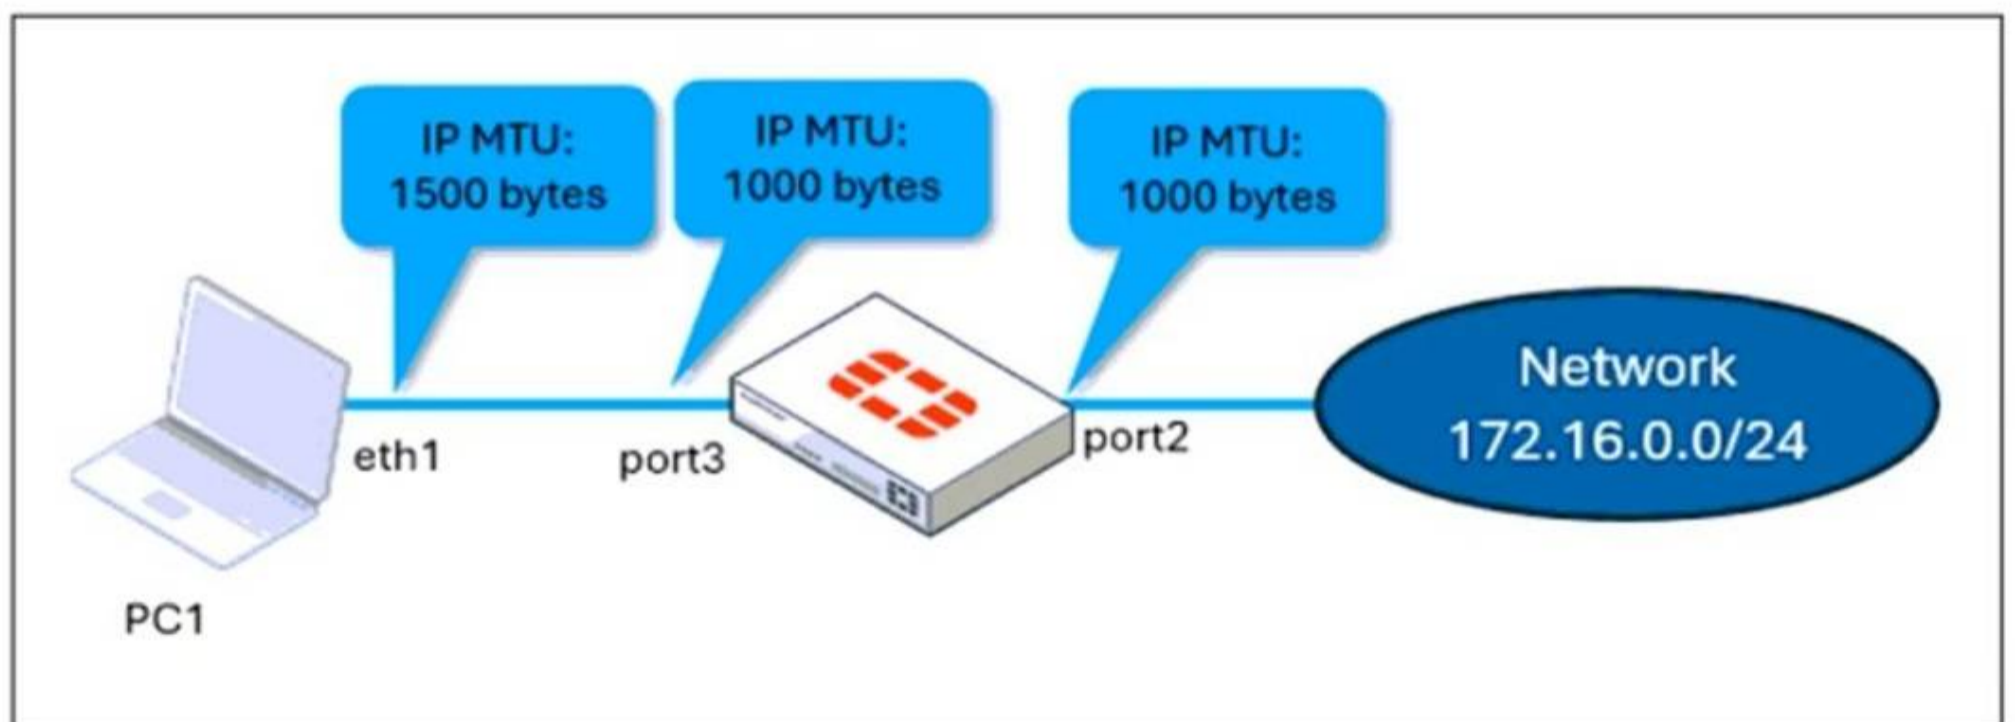 IP MTU:
1500 bytes
IP MTU:
1000 bytes
IP MTU:
1000 bytes
eth1
port3
port2
Network
172.16.0.0/24
PC1